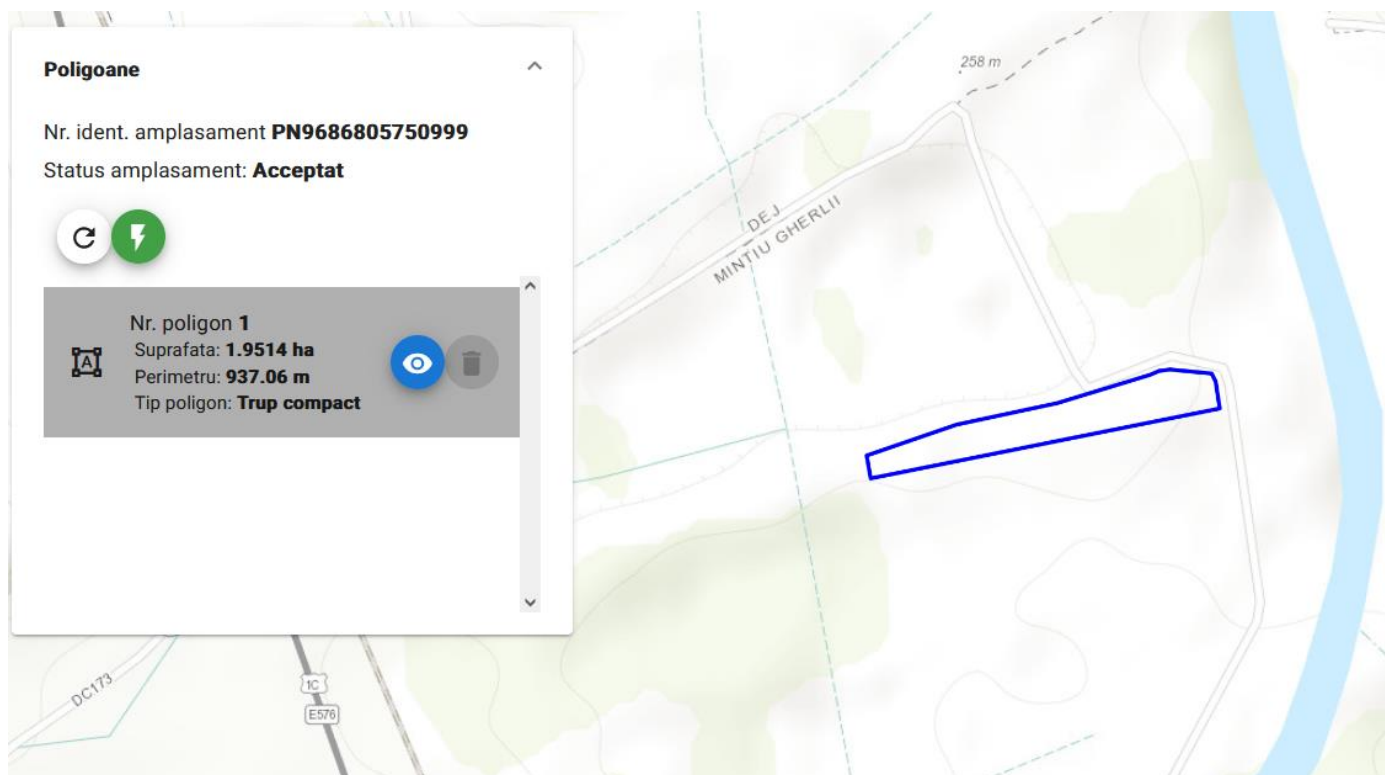 Poligoane
Nr. ident. amplasament PN9686805750999
Status amplasament: Acceptat
Nr. poligon 1
Suprafata: 1.9514 ha
Perimetru: 937.06 m
Tip poligon: Trup compact
A
258 m
DEJ
MINTIU GHERLII
DC173
1C
E576